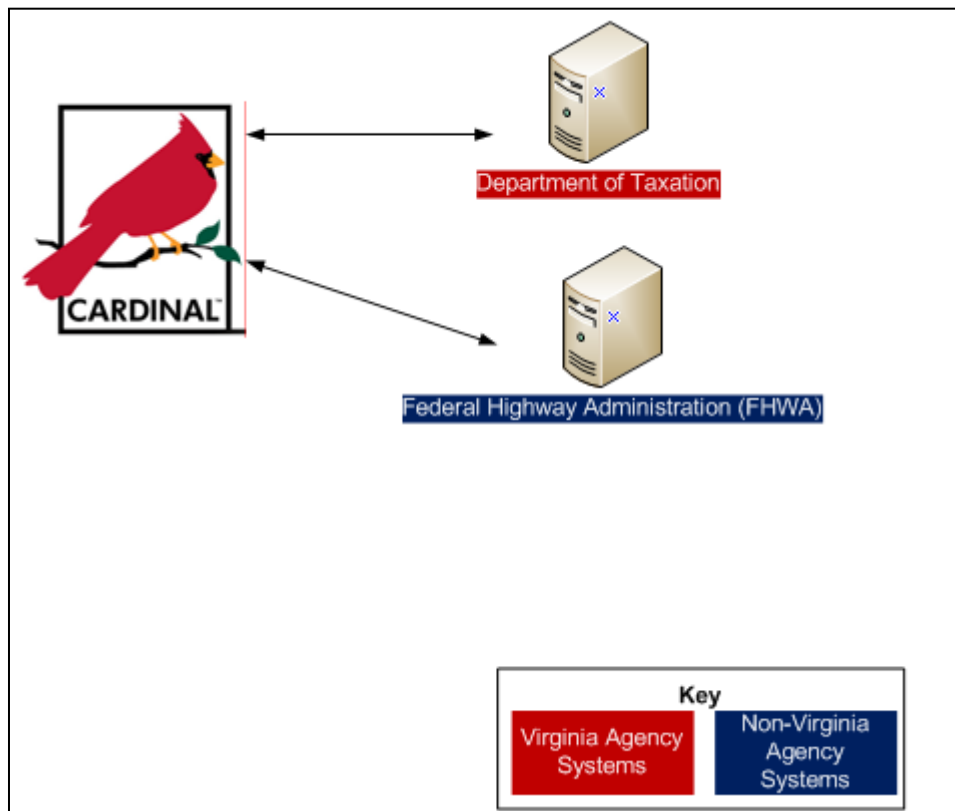 CARDINAL™
Department of Taxation
Federal Highway Administration (FHWA)
Key
Virginia Agency
Systems
Non-Virginia
Agency
Systems